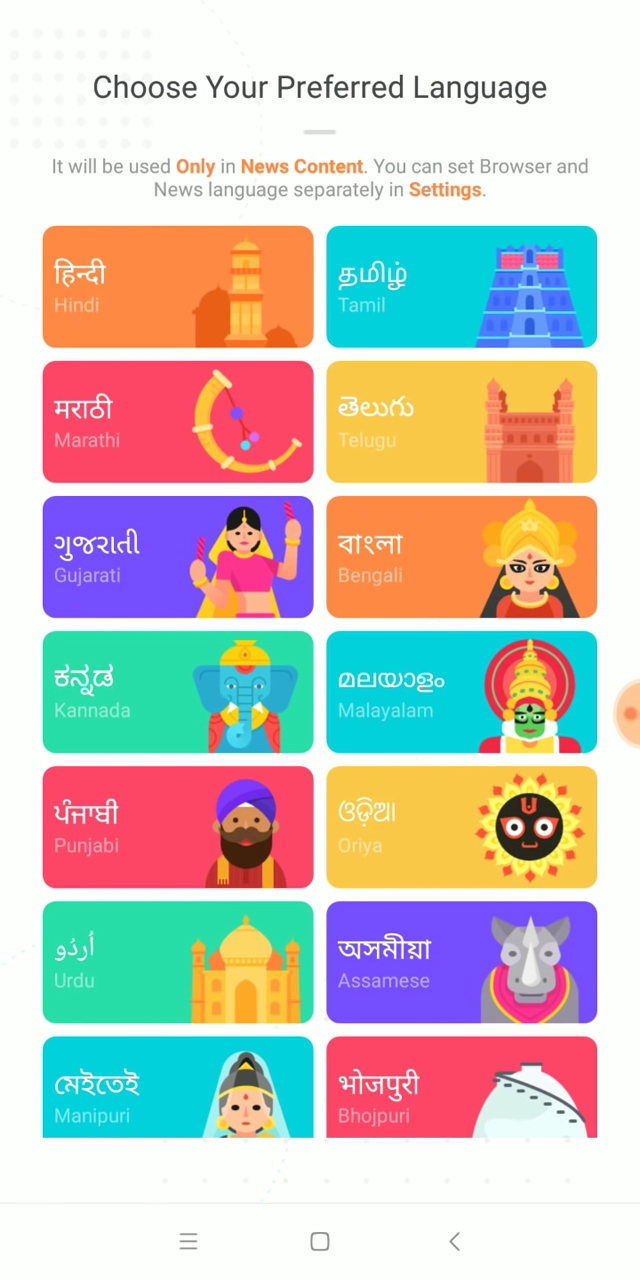 Choose Your Preferred Language
It will be used Only in News Content. You can set Browser and
News language separately in Settings.
हिन्दी
Hindi
தமிழ்
Tamil
मराठी
Marathi
తెలుగు
Telugu
ગુજરાતી
Gujarati
বাংলা
Bengali
ಕನ್ನಡ
Kannada
മലയാളം
Malayalam
ਪੰਜਾਬੀ
Punjabi
ଓଡ଼ିଆ
Oriya
اُردُو
Urdu
অসমীয়া
Assamese
মেইতেই
Manipuri
भोजपुरी
Bhojpuri